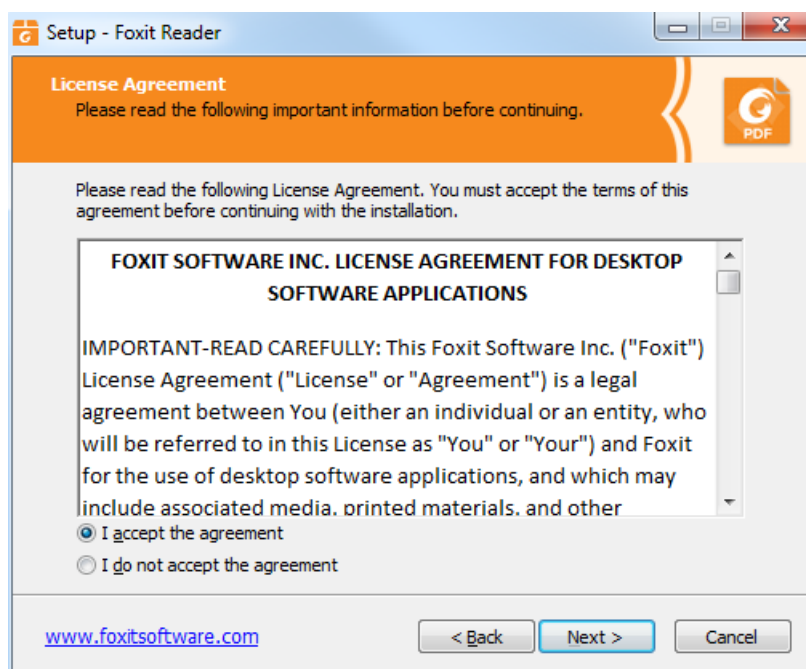 Setup - Foxit Reader
License Agreement
Please read the following important information before continuing.
PDF
Please read the following License Agreement. You must accept the terms of this
agreement before continuing with the installation.
FOXIT SOFTWARE INC. LICENSE AGREEMENT FOR DESKTOP
SOFTWARE APPLICATIONS
IMPORTANT-READ CAREFULLY: This Foxit Software Inc. ("Foxit")
License Agreement ("License" or "Agreement") is a legal
agreement between You (either an individual or an entity, who
will be referred to in this License as "You" or "Your") and Foxit
for the use of desktop software applications, and which may
include associated media, printed materials, and other
I accept the agreement
I do not accept the agreement
www.foxitsoftware.com
< Back
Next >
Cancel